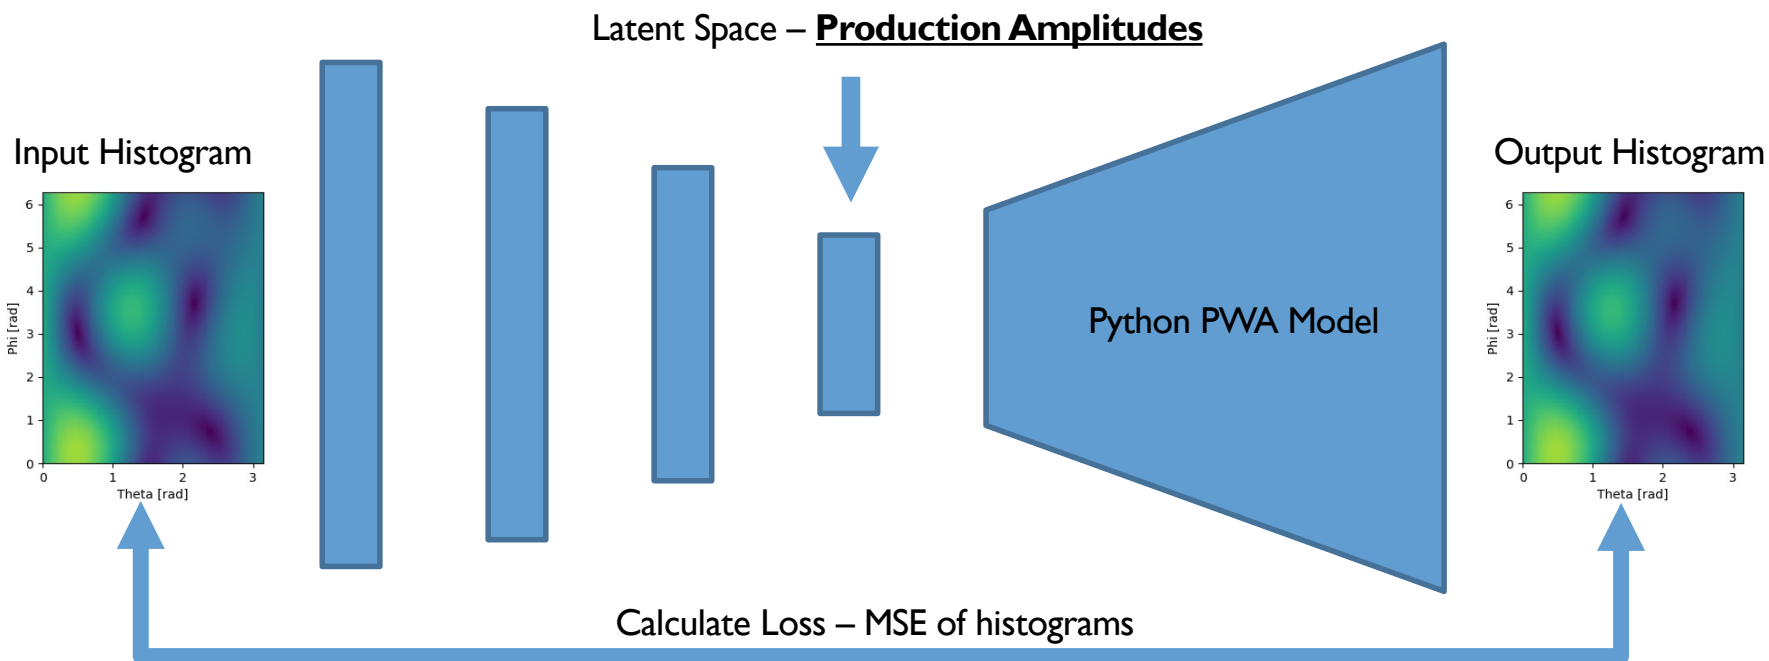 Latent Space – Production Amplitudes
Input Histogram
6
5
4
3
2
1
0
Phi [rad]
0 1 2 3
Theta [rad]
Python PWA Model
Output Histogram
6
5
4
3
2
1
0
Phi [rad]
0 1 2 3
Theta [rad]
Calculate Loss – MSE of histograms